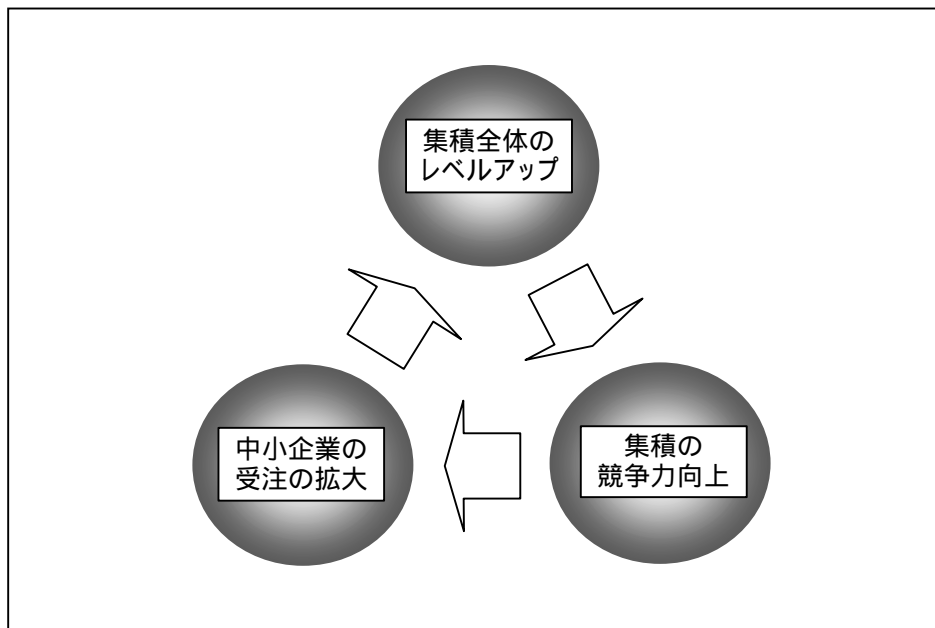 集積全体の
レベルアップ
中小企業の
受注の拡大
集積の
競争力向上